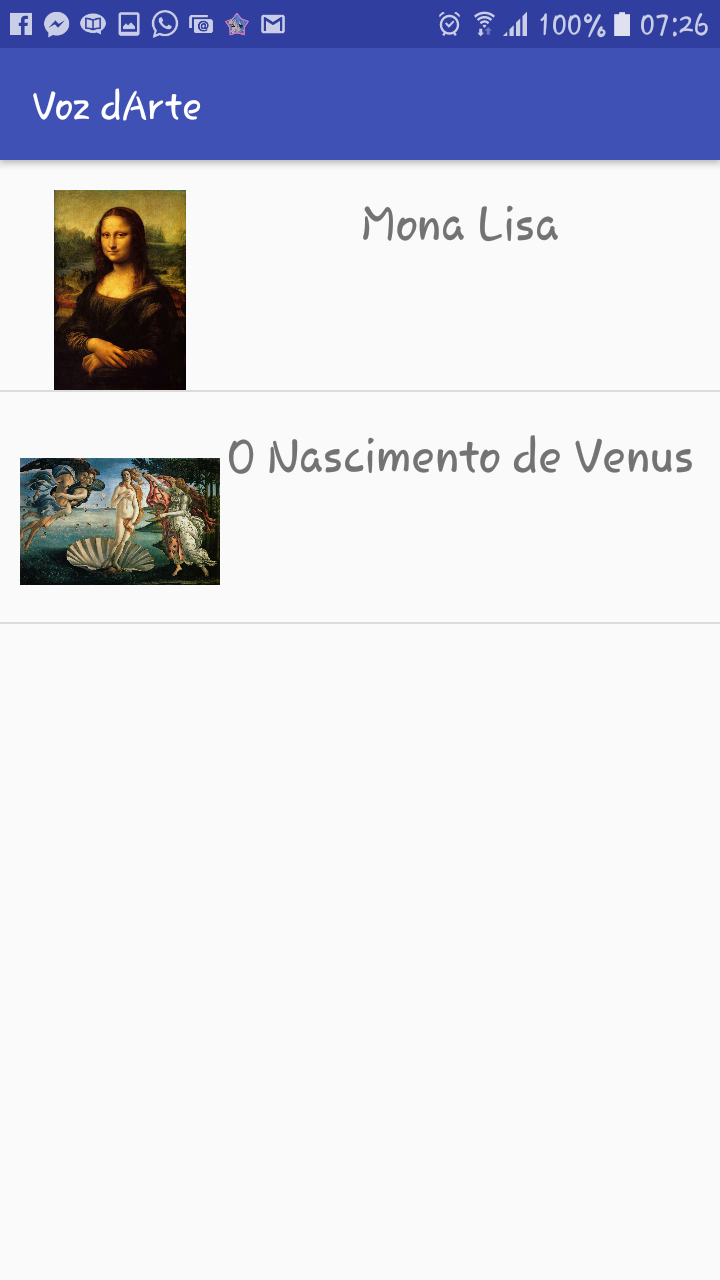 100% 07:26
Voz dArte
Mona Lisa
O Nascimento de Venus